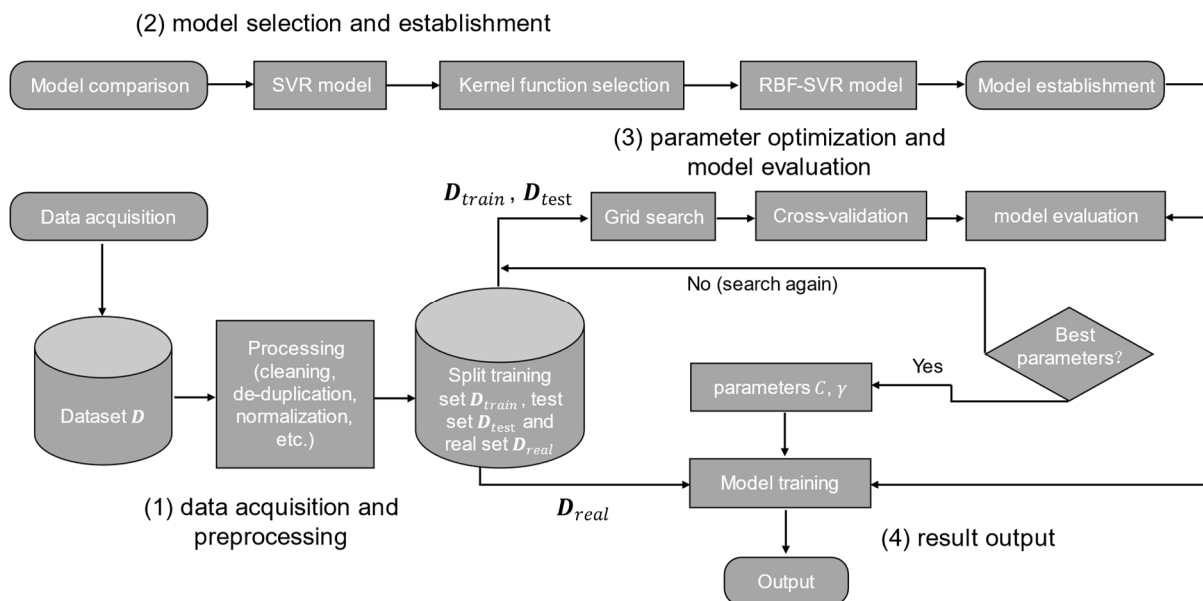 (2) model selection and establishment
Model comparison
SVR model
Kernel function selection
RBF-SVR model
Model establishment
(3) parameter optimization and
model evaluation
D_train , D_test
Data acquisition
Grid search
Cross-validation
model evaluation
No (search again)
Best
parameters?
Yes
Processing
(cleaning,
de-duplication,
normalization,
etc.)
Dataset D
Split training
set D_train, test
set D_test and
real set D_real
parameters C, γ
Model training
D_real
(1) data acquisition and
preprocessing
(4) result output
Output